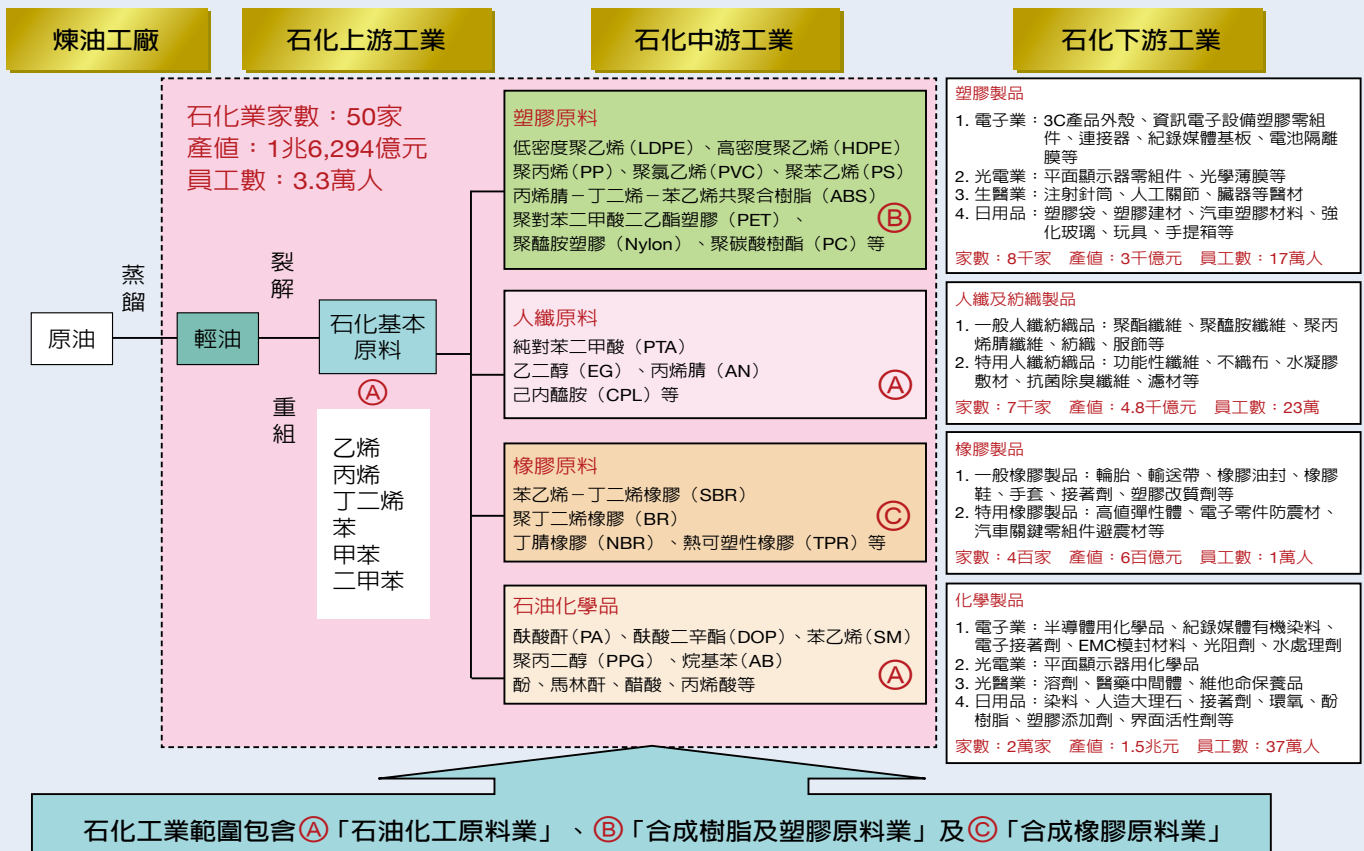 煉油工廠
石化上游工業
石化中游工業
石化下游工業
石化業家數：50家
產值：1兆6,294億元
員工數：3.3萬人
原油
蒸餾
輕油
裂解
重組
石化基本
原料
A
乙烯
丙烯
丁二烯
苯
甲苯
二甲苯
塑膠原料
低密度聚乙烯（LDPE）、高密度聚乙烯（HDPE）
聚丙烯（PP）、聚氯乙烯（PVC）、聚苯乙烯（PS）
丙烯腈－丁二烯－苯乙烯共聚合樹脂（ABS）
聚對苯二甲酸二乙酯塑膠（PET）、
聚醯胺塑膠（Nylon）、聚碳酸樹酯（PC）等
B
人纖原料
純對苯二甲酸（PTA）
乙二醇（EG）、丙烯腈（AN）
己內醯胺（CPL）等
A
橡膠原料
苯乙烯－丁二烯橡膠（SBR）
聚丁二烯橡膠（BR）
丁腈橡膠（NBR）、熱可塑性橡膠（TPR）等
C
石油化學品
酞酸酐（PA）、酞酸二辛酯（DOP）、苯乙烯（SM）
聚丙二醇（PPG）、烷基苯（AB）
酚、馬林酐、醋酸、丙烯酸等
A
塑膠製品
1. 電子業：3C產品外殼、資訊電子設備塑膠零組
件、連接器、紀錄媒體基板、電池隔離
膜等
2. 光電業：平面顯示器零組件、光學薄膜等
3. 生醫業：注射針筒、人工關節、臟器等醫材
4. 日用品：塑膠袋、塑膠建材、汽車塑膠材料、強
化玻璃、玩具、手提箱等
家數：8千家 產值：3千億元 員工數：17萬人
人纖及紡織製品
1. 一般人纖紡織品：聚酯纖維、聚醯胺纖維、聚丙
烯腈纖維、紡織、服飾等
2. 特用人纖紡織品：功能性纖維、不織布、水凝膠
敷材、抗菌除臭纖維、濾材等
家數：7千家 產值：4.8千億元 員工數：23萬
橡膠製品
1. 一般橡膠製品：輪胎、輸送帶、橡膠油封、橡膠
鞋、手套、接著劑、塑膠改質劑等
2. 特用橡膠製品：高值彈性體、電子零件防震材、
汽車關鍵零組件避震材等
家數：4百家 產值：6百億元 員工數：1萬人
化學製品
1. 電子業：半導體用化學品、紀錄媒體有機染料、
電子接著劑、EMC模封材料、光阻劑、水處理劑
2. 光電業：平面顯示器用化學品
3. 光醫業：溶劑、醫藥中間體、維他命保養品
4. 日用品：染料、人造大理石、接著劑、環氧、酚
樹脂、塑膠添加劑、界面活性劑等
家數：2萬家 產值：1.5兆元 員工數：37萬人
石化工業範圍包含Ⓐ「石油化工原料業」、Ⓑ「合成樹脂及塑膠原料業」及Ⓒ「合成橡膠原料業」